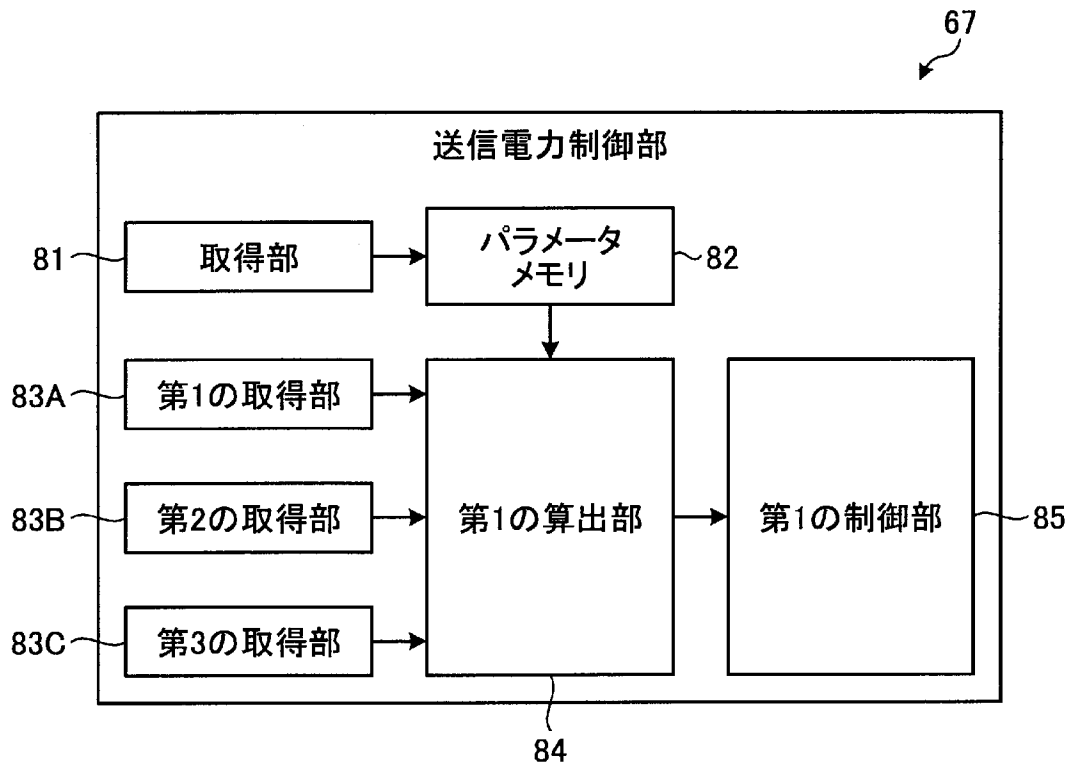 67
送信電力制御部
81
取得部
パラメータ
メモリ
82
83A
第1の取得部
83B
第2の取得部
第1の算出部
第1の制御部
85
83C
第3の取得部
84